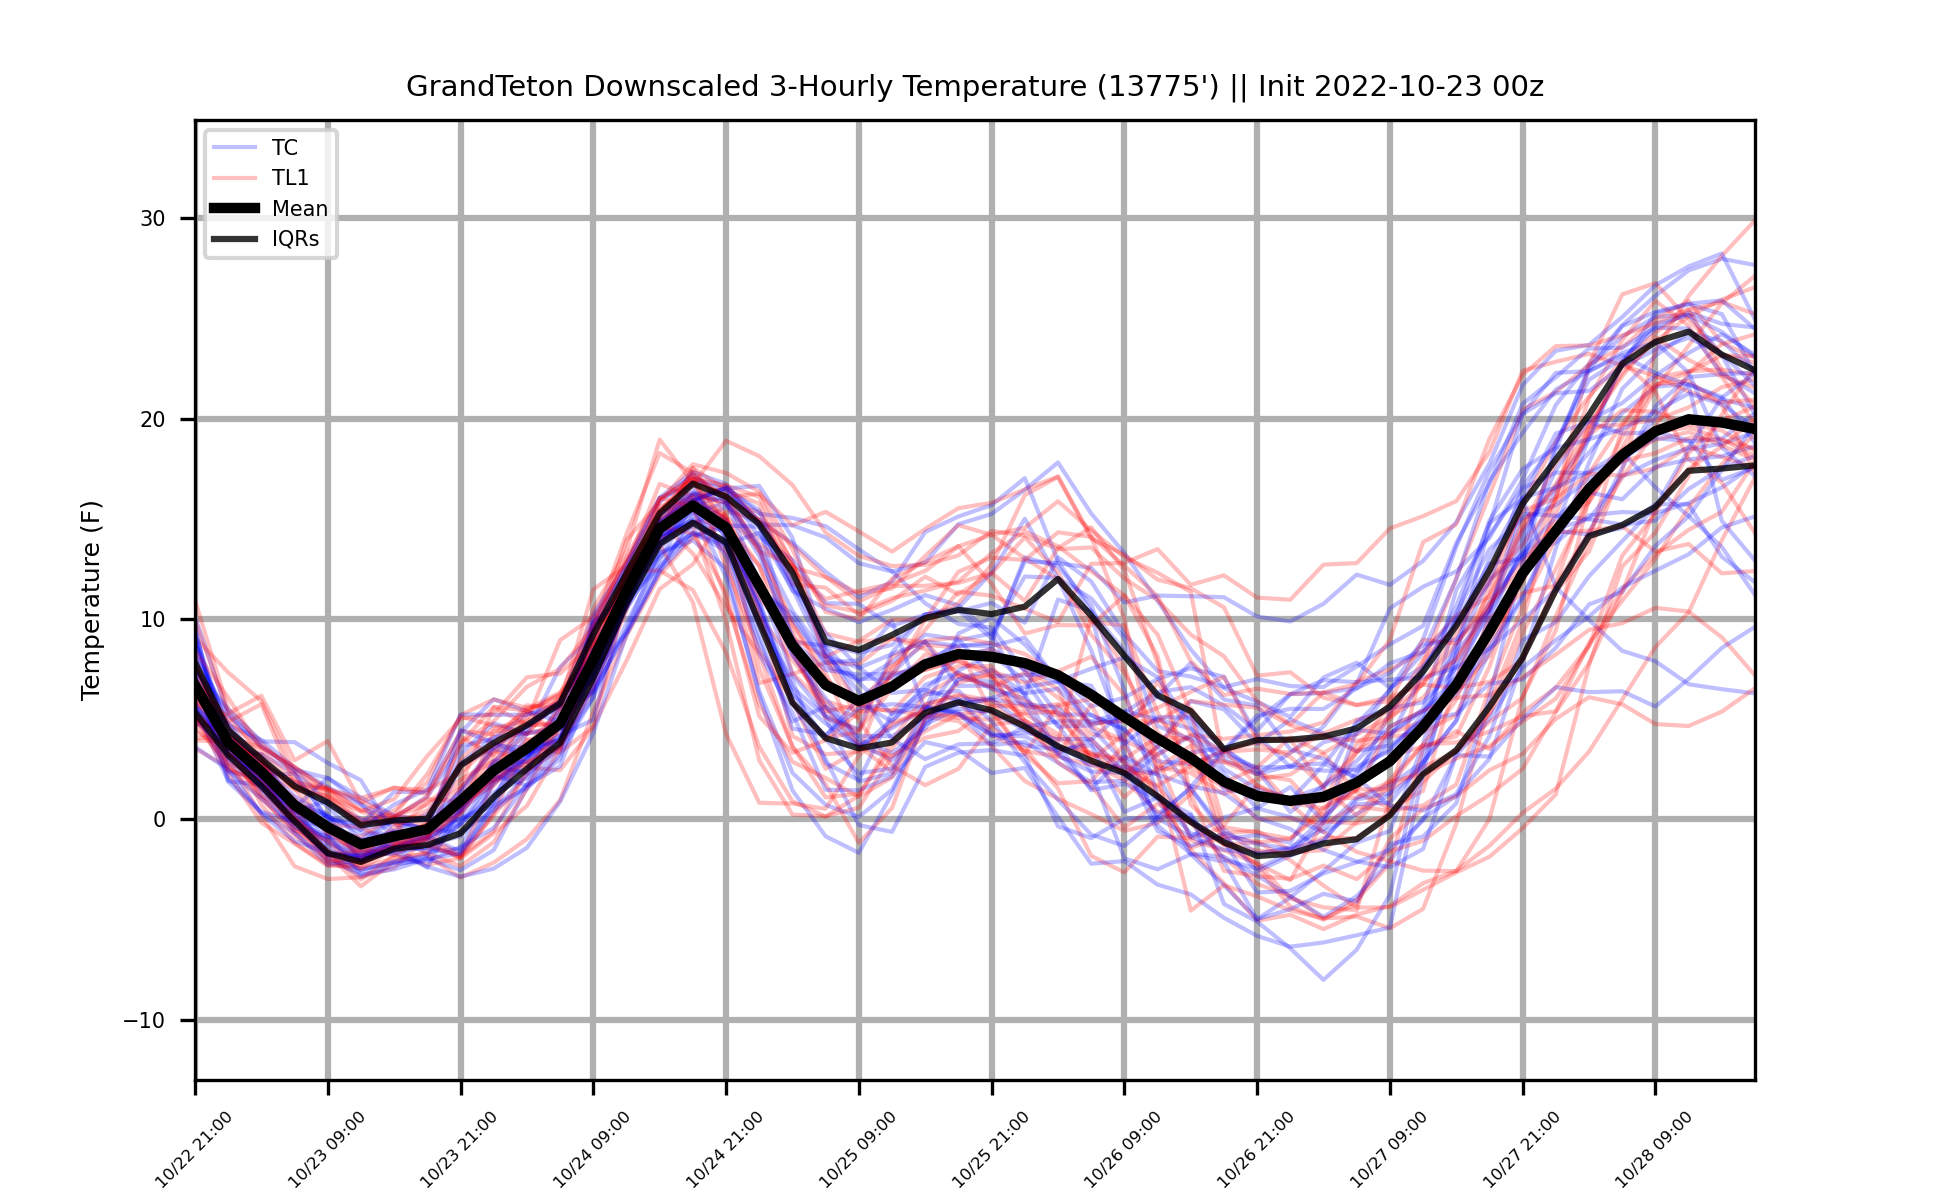 GrandTeton Downscaled 3-Hourly Temperature (13775') || Init 2022-10-23 00z
TC
TL1
Mean
IQRs
Temperature (F)
30
20
10
0
−10
10/22 21:00
10/23 09:00
10/23 21:00
10/24 09:00
10/24 21:00
10/25 09:00
10/25 21:00
10/26 09:00
10/26 21:00
10/27 09:00
10/27 21:00
10/28 09:00